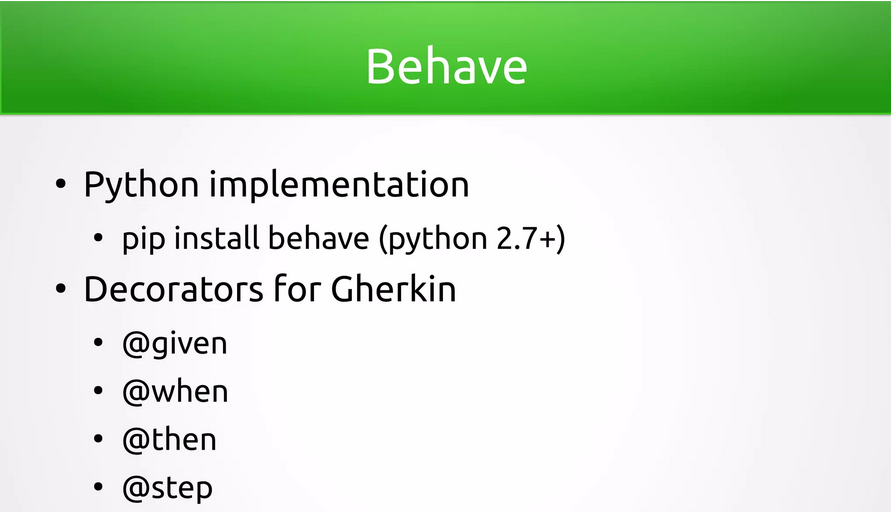 Behave
• Python implementation
• pip install behave (python 2.7+)
• Decorators for Gherkin
• @given
• @when
• @then
• @step